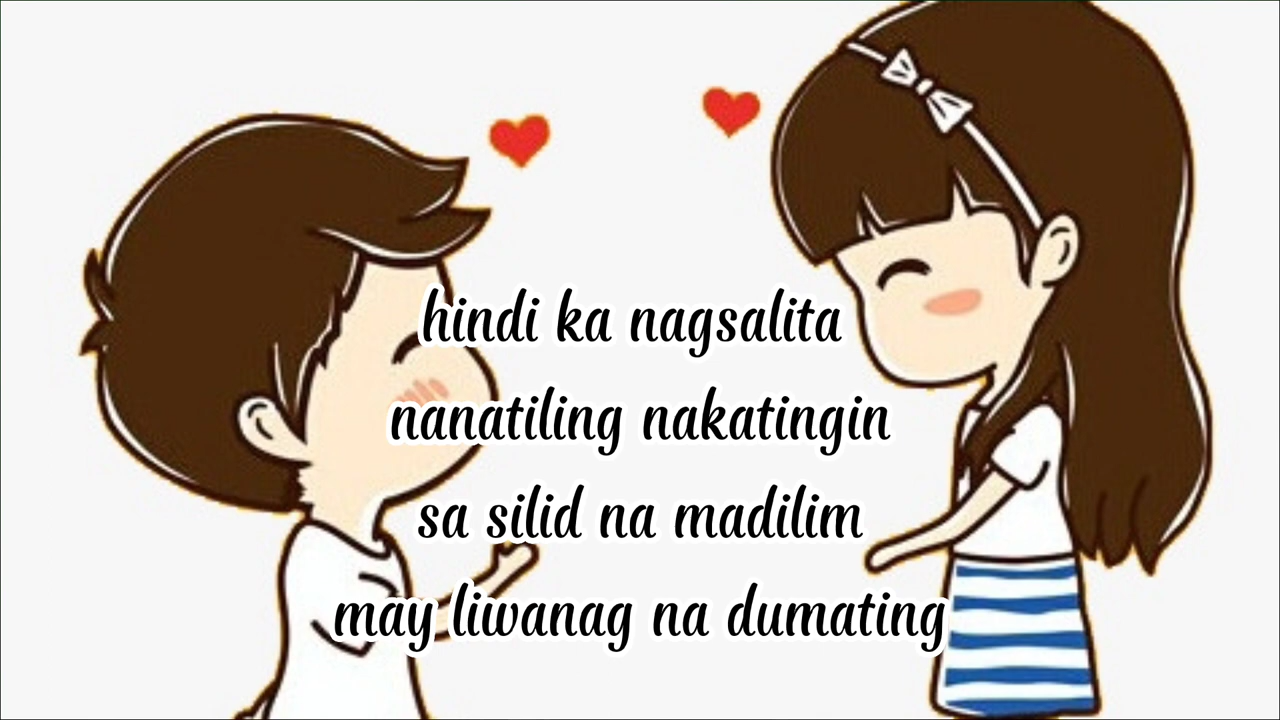 hindi ka nagsalita
nanatiling nakatingin
sa silid na madilim
may liwanag na dumating